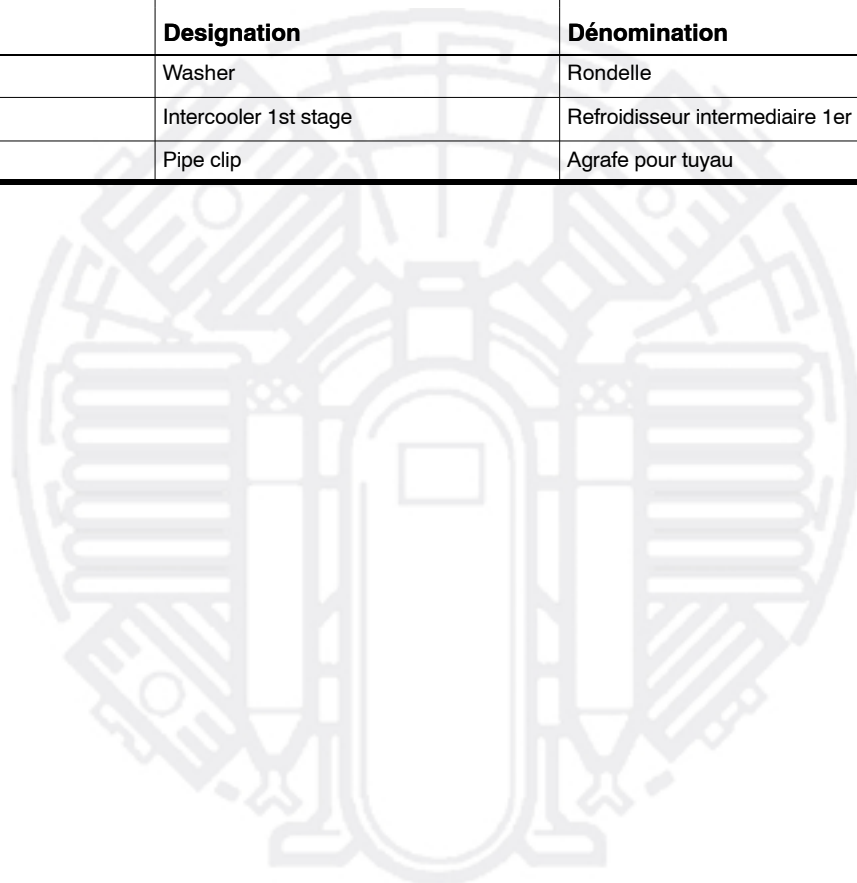 Designation Dénomination
Washer Rondelle
Intercooler 1st stage Refroidisseur intermediaire 1er
Pipe clip Agrafe pour tuyau